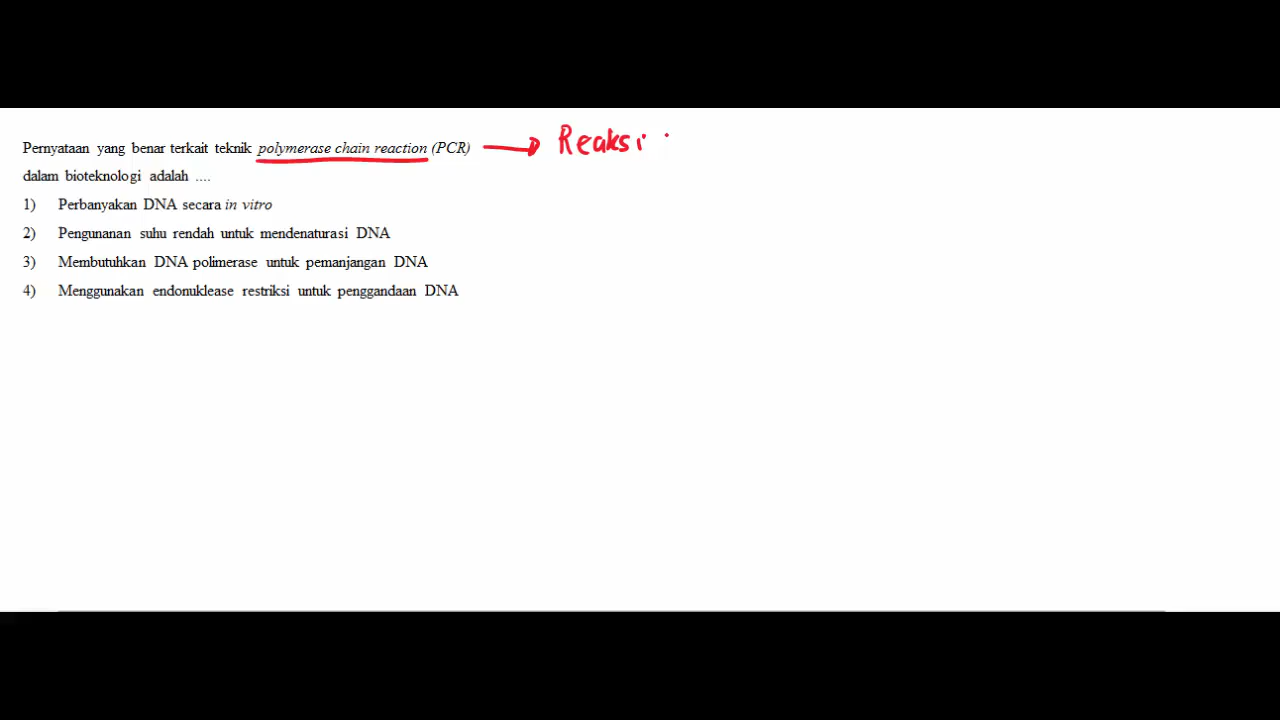 Pernyataan yang benar terkait teknik polymerase chain reaction (PCR) Reaksi
dalam bioteknologi adalah ....
1) Perbanyakan DNA secara in vitro
2) Pengunanan suhu rendah untuk mendenaturasi DNA
3) Membutuhkan DNA polimerase untuk pemanjangan DNA
4) Menggunakan endonuklease restriksi untuk penggandaan DNA